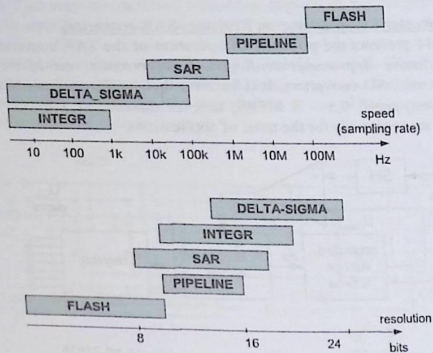 FLASH
PIPELINE
SAR
DELTA_SIGMA
INTEGR
speed
(sampling rate)
10 100 1k 10k 100k 1M 10M 100M Hz
DELTA-SIGMA
INTEGR
SAR
PIPELINE
FLASH
resolution
8 16 24 bits